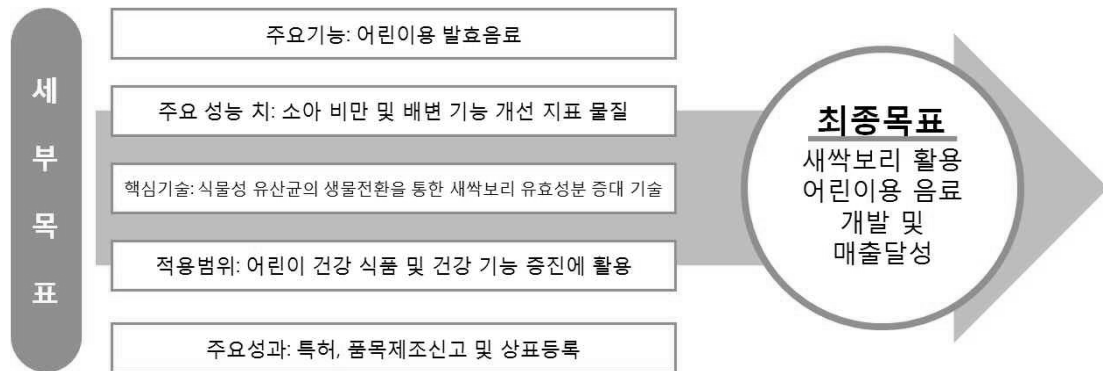 세
부
목
표
주요기능: 어린이용 발효음료
주요 성능 치: 소아 비만 및 배변 기능 개선 지표 물질
핵심기술: 식물성 유산균의 생물전환을 통한 새싹보리 유효성분 증대 기술
적용범위: 어린이 건강 식품 및 건강 기능 증진에 활용
주요성과: 특허, 품목제조신고 및 상표등록
최종목표
새싹보리 활용
어린이용 음료
개발 및
매출달성